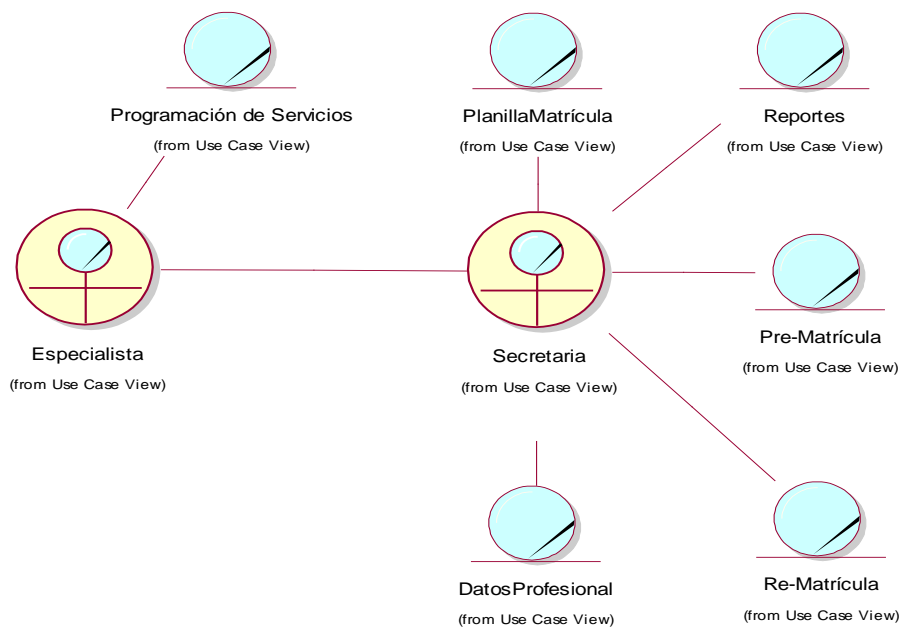 Programación de Servicios
(from Use Case View)
PlanillaMatrícula
(from Use Case View)
Reportes
(from Use Case View)
Especialista
(from Use Case View)
Secretaria
(from Use Case View)
Pre-Matrícula
(from Use Case View)
DatosProfesional
(from Use Case View)
Re-Matrícula
(from Use Case View)